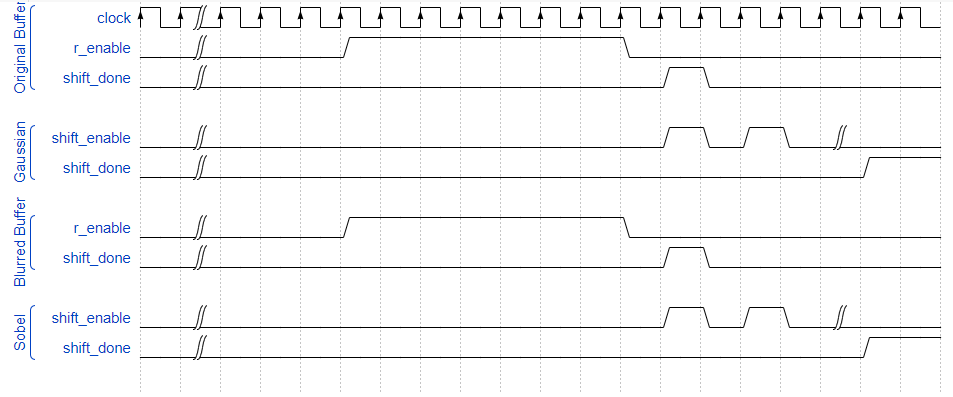 Original Buffer
clock
r_enable
shift_done
Gaussian
shift_enable
shift_done
Blurred Buffer
r_enable
shift_done
Sobel
shift_enable
shift_done